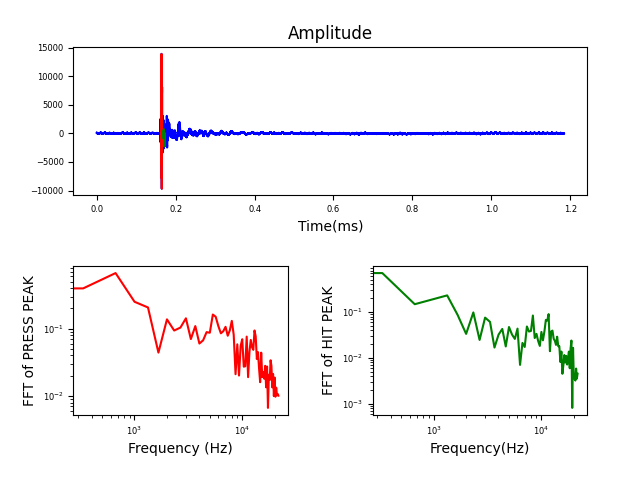 Amplitude
15000
10000
5000
0
−5000
−10000
0.0 0.2 0.4 0.6 0.8 1.0 1.2
Time(ms)
FFT of PRESS PEAK
10⁻¹
10⁻²
10³ 10⁴
Frequency (Hz)
FFT of HIT PEAK
10⁻¹
10⁻²
10⁻³
10³ 10⁴
Frequency(Hz)